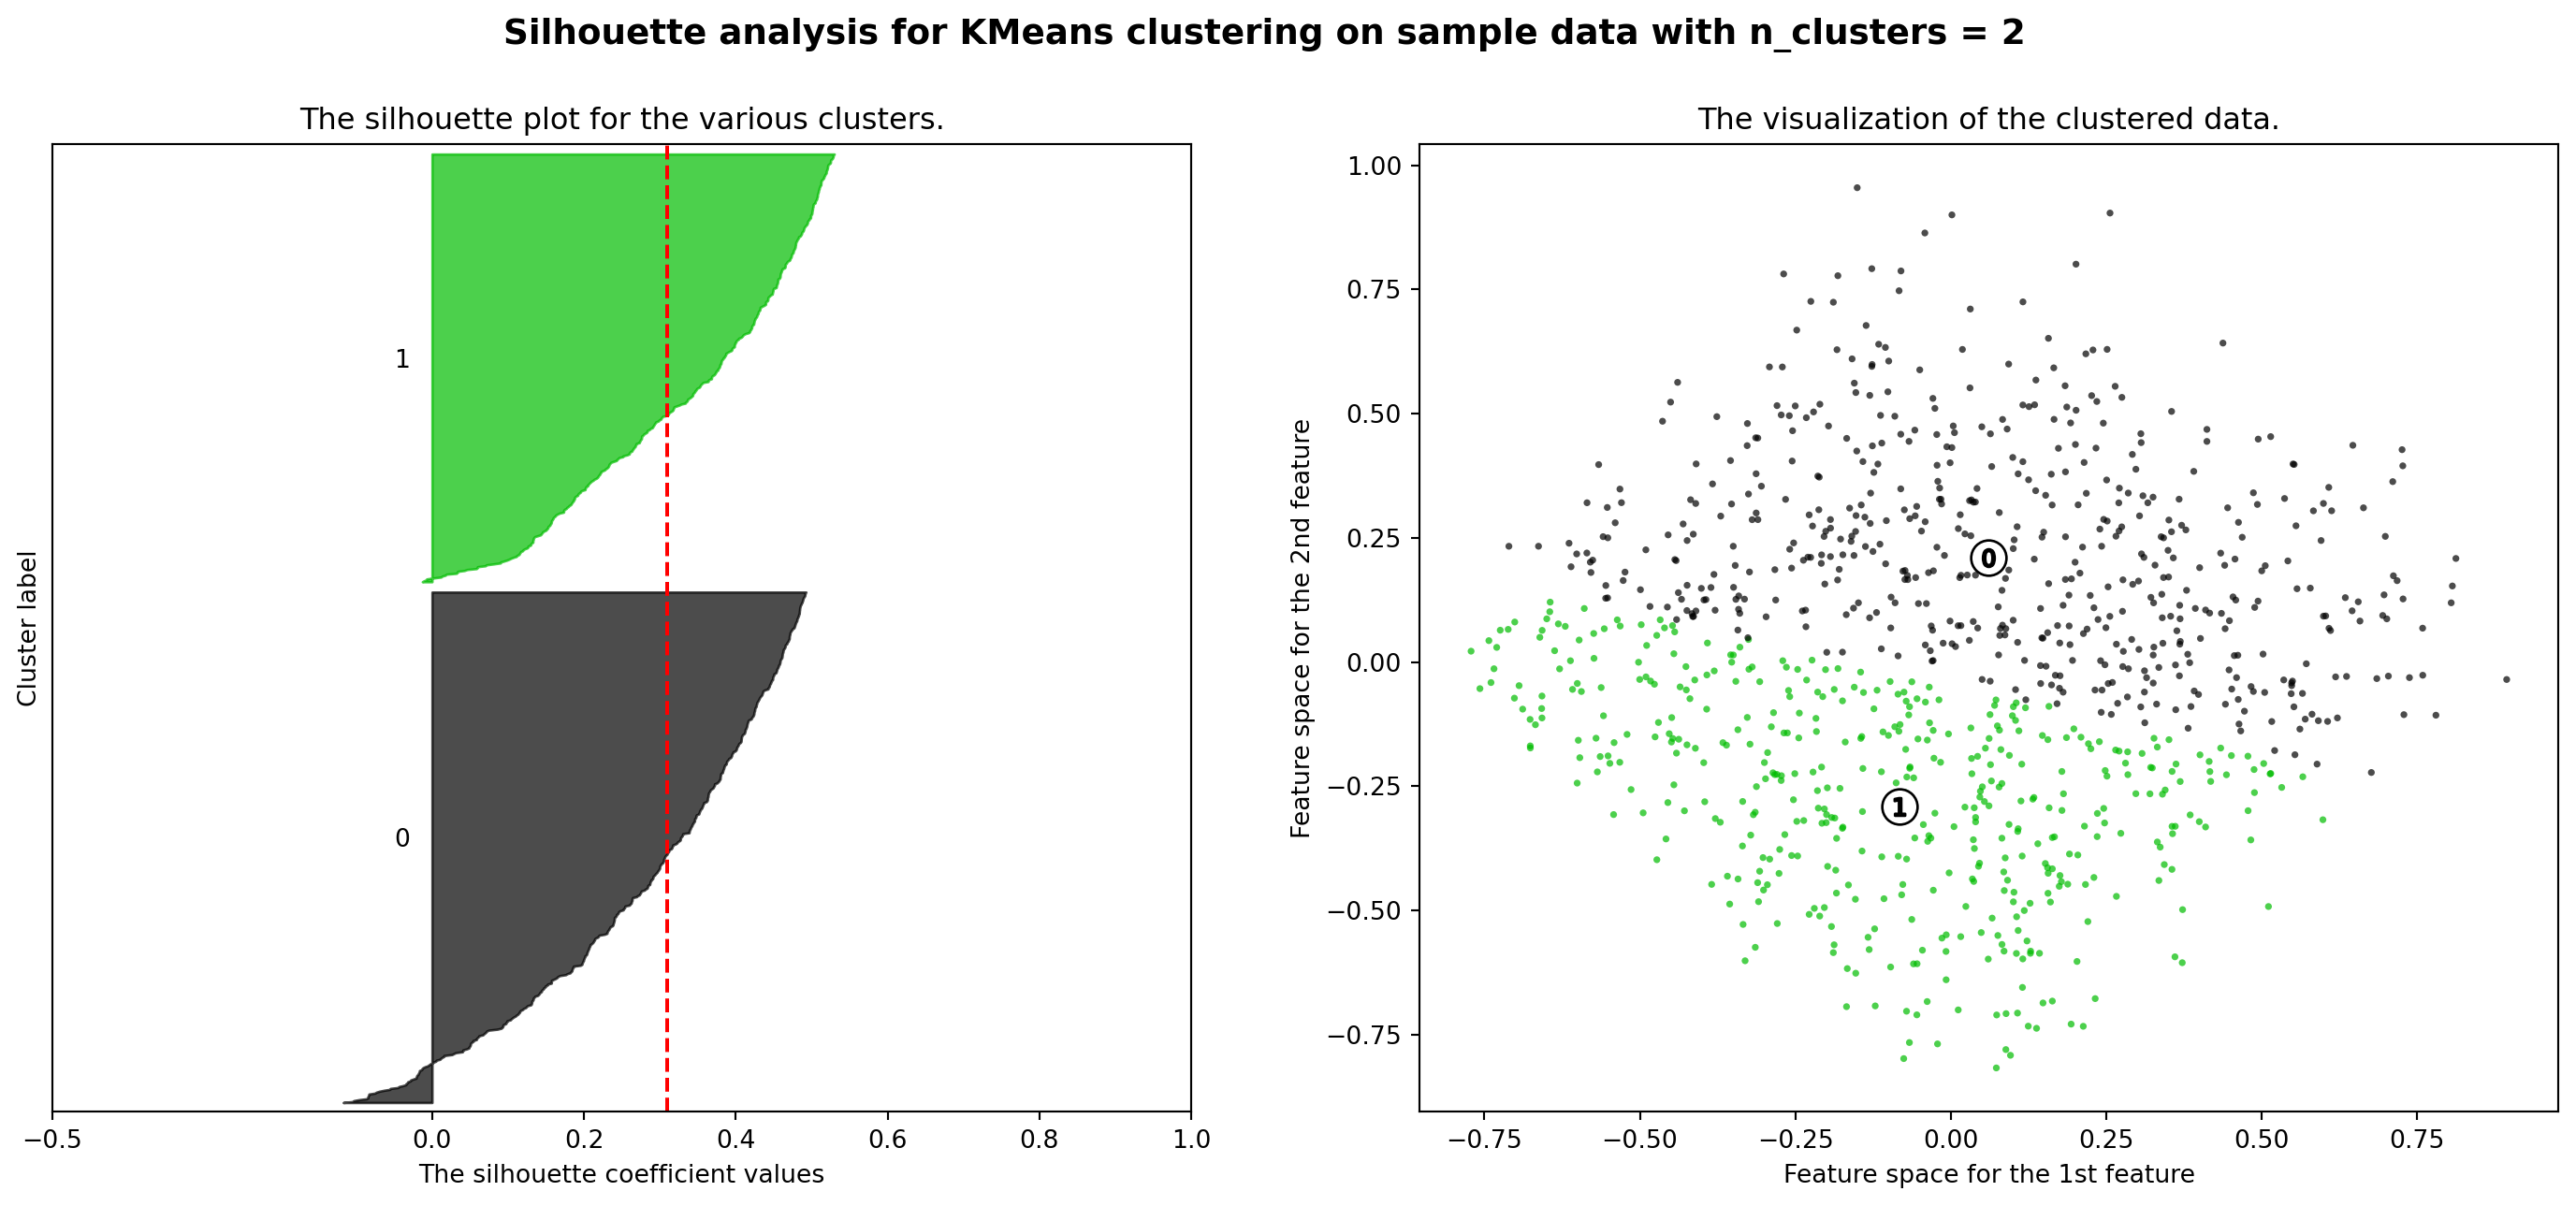 Silhouette analysis for KMeans clustering on sample data with n_clusters = 2
The silhouette plot for the various clusters.
Cluster label
1
0
−0.5 0.0 0.2 0.4 0.6 0.8 1.0
The silhouette coefficient values
The visualization of the clustered data.
Feature space for the 2nd feature
1.00
0.75
0.50
0.25
0.00
−0.25
−0.50
−0.75
0
1
−0.75 −0.50 −0.25 0.00 0.25 0.50 0.75
Feature space for the 1st feature